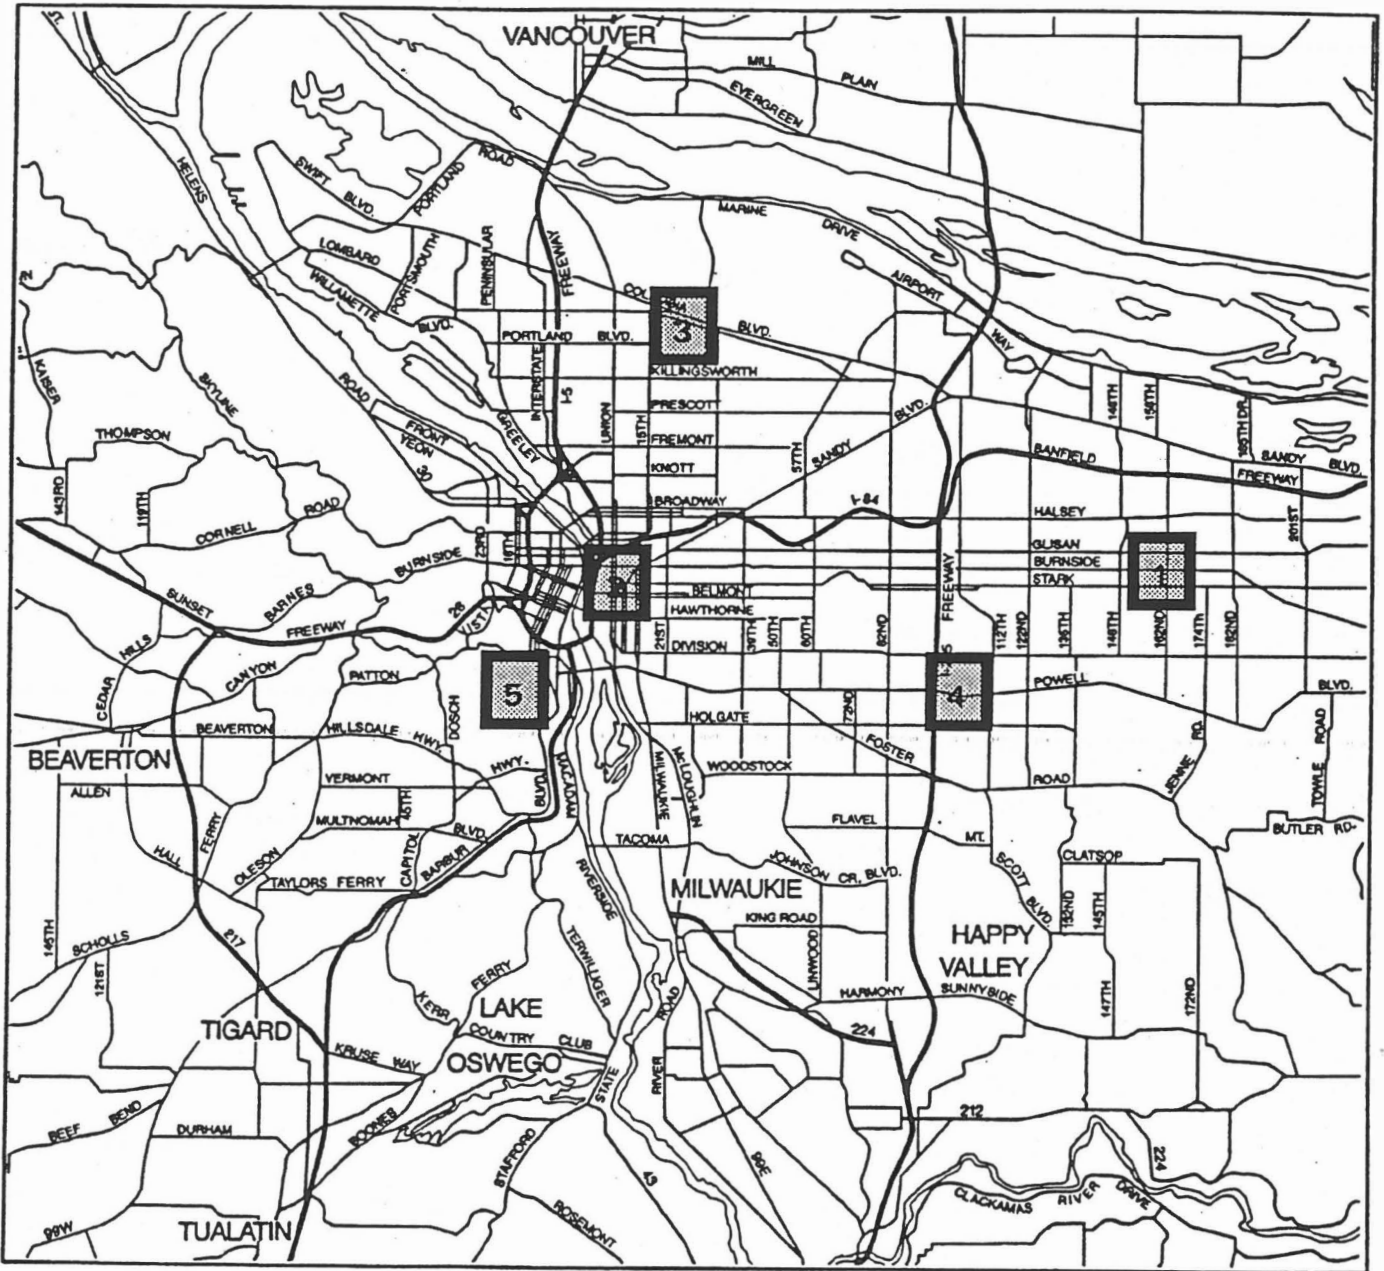 ST.
VANCOUVER
MILL
PLAIN
EVERGREEN
HELENS
ROAD
SWIFT
BLVD.
PORTLAND
MARINE
DRIVE
LOMBARD
PORTSMOUTH
PENINSULAR
FREEWAY
WILLAMETTE
BLVD.
AIRPORT
WAY
3
BLVD.
PORTLAND BLVD.
KILLINGSWORTH
INTERSTATE
I-5
UNION
15TH
PRESCOTT
FREMONT
KNOTT
BROADWAY
KAISER
SKYLINE
ROAD
FRONT
YEON
30
GREELEY
57TH
SANDY
BLVD.
148TH
158TH
185TH DR.
SANDY
BLVD.
BANFIELD
FREEWAY
THOMPSON
143RD
119TH
CORNELL
ROAD
I-84
HALSEY
201ST
GLISAN
BURNSIDE
STARK
1
23RD
BURNSIDE
BELMONT
HAWTHORNE
DIVISION
21ST
39TH
50TH
60TH
82ND
FREEWAY
112TH
122ND
136TH
148TH
162ND
174TH
182ND
SUNSET
BARNES
FREEWAY
26
VISTA
CEDAR
HILLS
CANYON
PATTON
DOSCH
5
4
POWELL
BLVD.
BEAVERTON
HILLSDALE
HWY.
HWY.
BLVD.
MACADAM
HOLGATE
72ND
FOSTER
ROAD
JENNE
RD.
TOWLE ROAD
BEAVERTON
ALLEN
VERMONT
45TH
MULTNOMAH
BLVD.
CAPITOL
BARBUR
MILWAUKIE
McLOUGHLIN
WOODSTOCK
FLAVEL
MT.
SCOTT
BLVD.
BUTLER RD.
HALL
FERRY
OLESON
TAYLORS FERRY
TACOMA
JOHNSON CR. BLVD.
CLATSOP
RIVERSIDE
MILWAUKIE
KING ROAD
132ND
145TH
HAPPY
VALLEY
145TH
SCHOLLS
121ST
217
TERWILLIGER
FERRY
KERR
LINWOOD
HARMONY
SUNNYSIDE
147TH
172ND
ROAD
RIVER
224
TIGARD
LAKE
OSWEGO
COUNTRY CLUB
KRUSE WAY
STATE
BEEF
BEND
DURHAM
BOONES
STAFFORD
43
99E
212
224
CLACKAMAS
RIVER
DRIVE
99W
TUALATIN
ROSEMONT